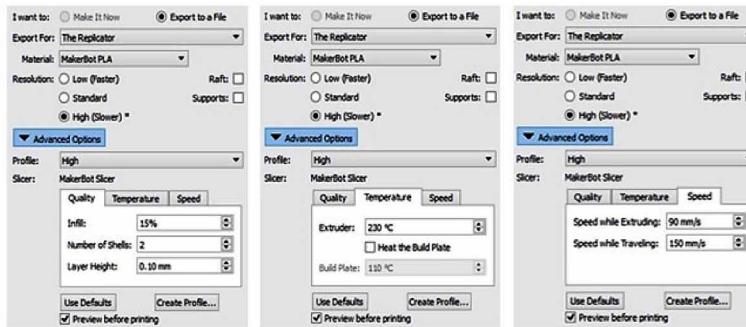 I want to: Make It Now Export to a File
Export For: The Replicator
Material: MakerBot PLA
Resolution: Low (Faster) Raft:
Standard Supports:
High (Slower) *
Advanced Options
Profile: High
Slicer: MakerBot Slicer
Quality Temperature Speed
Infill: 15%
Number of Shells: 2
Layer Height: 0.10 mm
Use Defaults Create Profile...
Preview before printing
I want to: Make It Now Export to a File
Export For: The Replicator
Material: MakerBot PLA
Resolution: Low (Faster) Raft:
Standard Supports:
High (Slower) *
Advanced Options
Profile: High
Slicer: MakerBot Slicer
Quality Temperature Speed
Extruder: 230 °C
Heat the Build Plate
Build Plate: 110 °C
Use Defaults Create Profile...
Preview before printing
I want to: Make It Now Export to a File
Export For: The Replicator
Material: MakerBot PLA
Resolution: Low (Faster) Raft:
Standard Supports:
High (Slower) *
Advanced Options
Profile: High
Slicer: MakerBot Slicer
Quality Temperature Speed
Speed while Extruding: 90 mm/s
Speed while Traveling: 150 mm/s
Use Defaults Create Profile...
Preview before printing